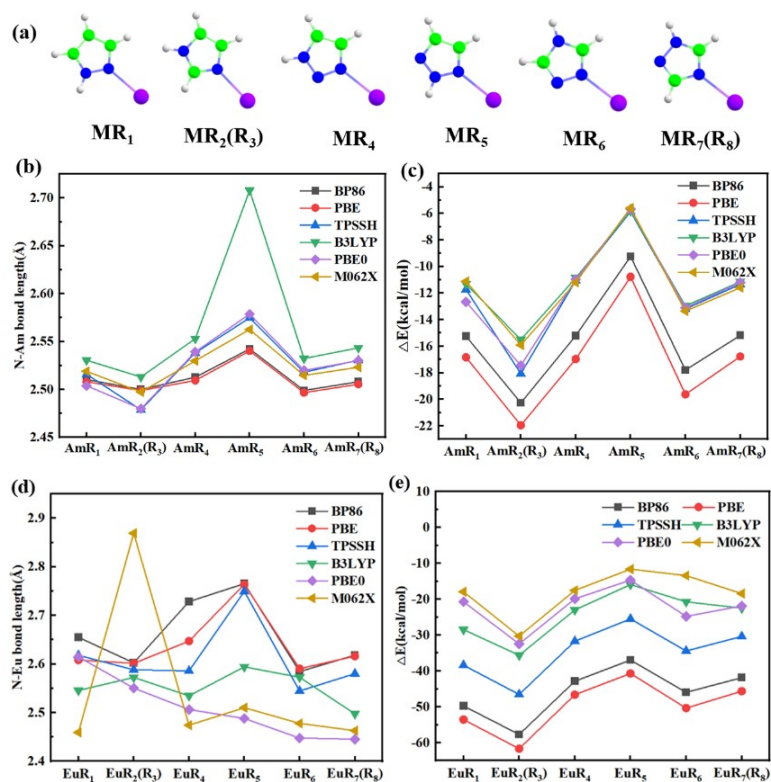 (a)
MR₁ MR₂(R₃) MR₄ MR₅ MR₆ MR₇(R₈)
(b)
N-Am bond length(Å)
2.70
2.65
2.60
2.55
2.50
2.45
BP86
PBE
TPSSH
B3LYP
PBE0
M062X
AmR₁ AmR₂(R₃) AmR₄ AmR₅ AmR₆ AmR₇(R₈)
(c)
△E(kcal/mol)
-4
-6
-8
-10
-12
-14
-16
-18
-20
-22
BP86
PBE
TPSSH
B3LYP
PBE0
M062X
AmR₁ AmR₂(R₃) AmR₄ AmR₅ AmR₆ AmR₇(R₈)
(d)
N-Eu bond length(Å)
2.9
2.8
2.7
2.6
2.5
2.4
BP86
PBE
TPSSH
B3LYP
PBE0
M062X
EuR₁ EuR₂(R₃) EuR₄ EuR₅ EuR₆ EuR₇(R₈)
(e)
△E(kcal/mol)
10
0
-10
-20
-30
-40
-50
-60
BP86 PBE
TPSSH B3LYP
PBE0 M062X
EuR₁ EuR₂(R₃) EuR₄ EuR₅ EuR₆ EuR₇(R₈)